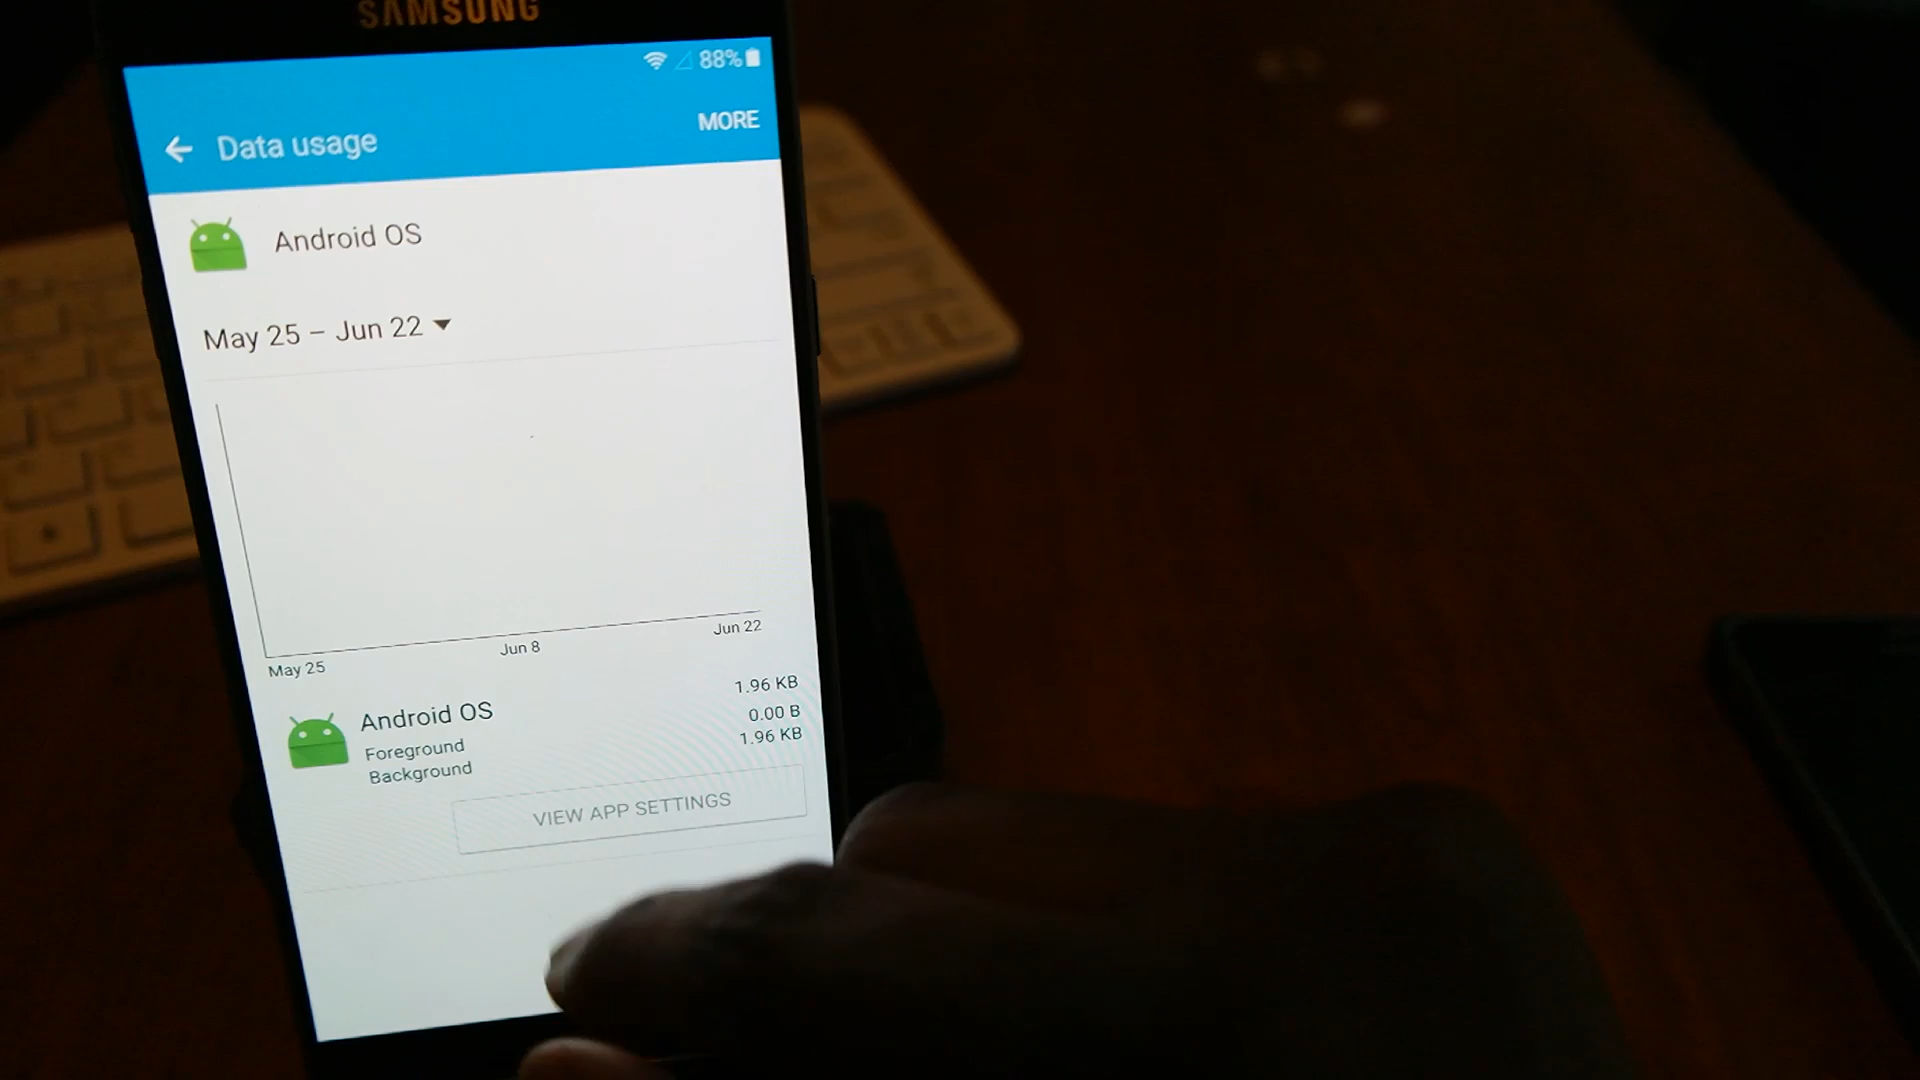 SAMSUNG
88%
MORE
Data usage
Android OS
May 25 – Jun 22
May 25
Jun 8
Jun 22
Android OS
1.96 KB
Foreground
0.00 B
Background
1.96 KB
VIEW APP SETTINGS